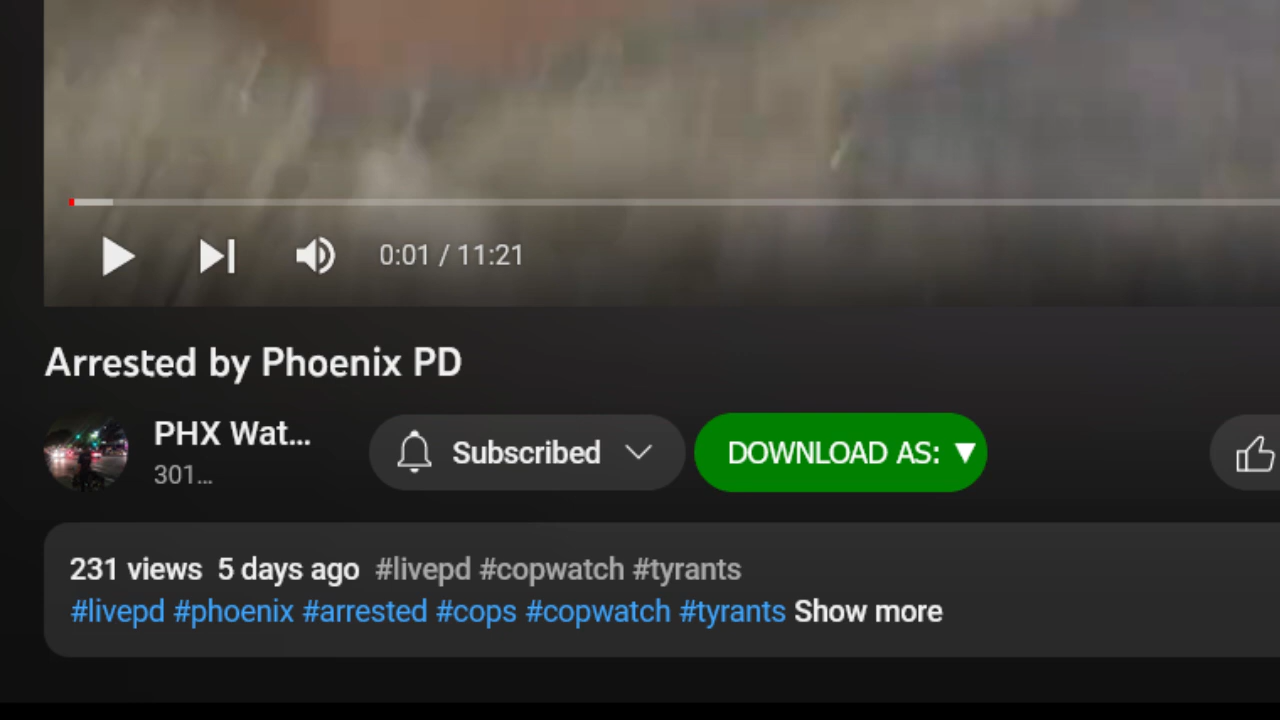 0:01 / 11:21
Arrested by Phoenix PD
PHX Wat...
301...
Subscribed
DOWNLOAD AS: ▼
231 views 5 days ago #livepd #copwatch #tyrants
#livepd #phoenix #arrested #cops #copwatch #tyrants Show more